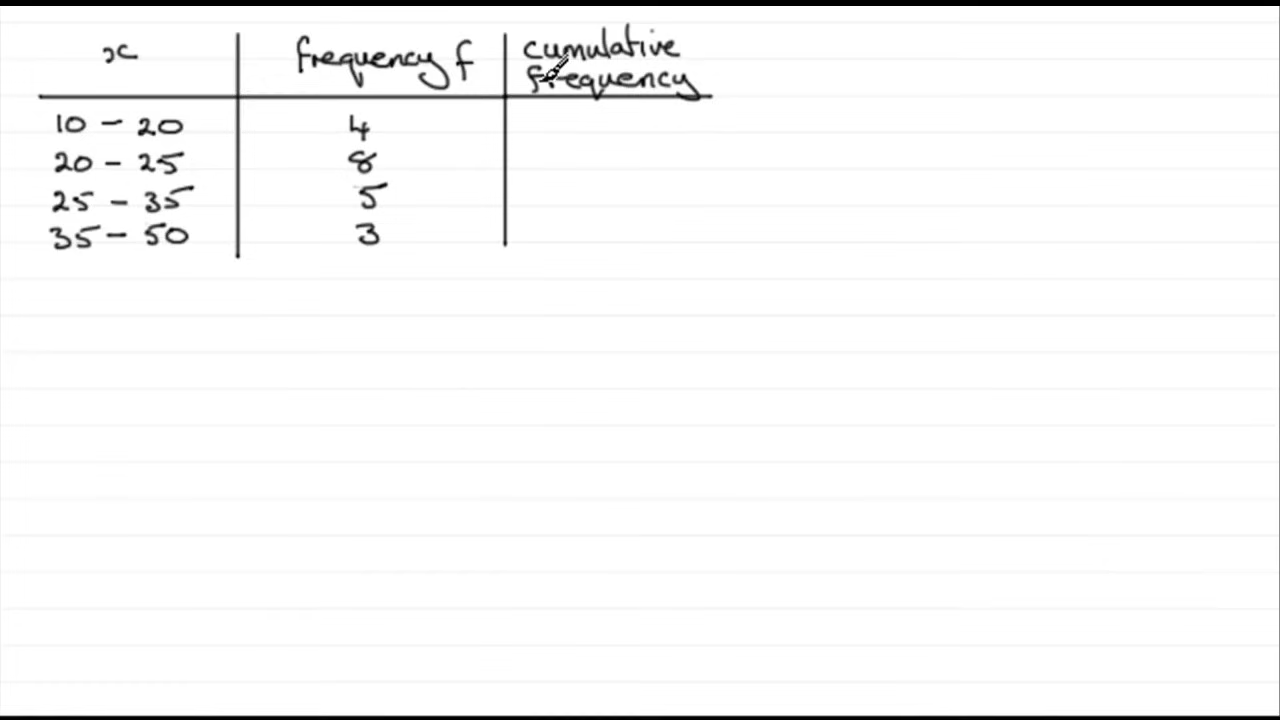 x frequency f cumulative frequency
10 - 20 4
20 - 25 8
25 - 35 5
35 - 50 3